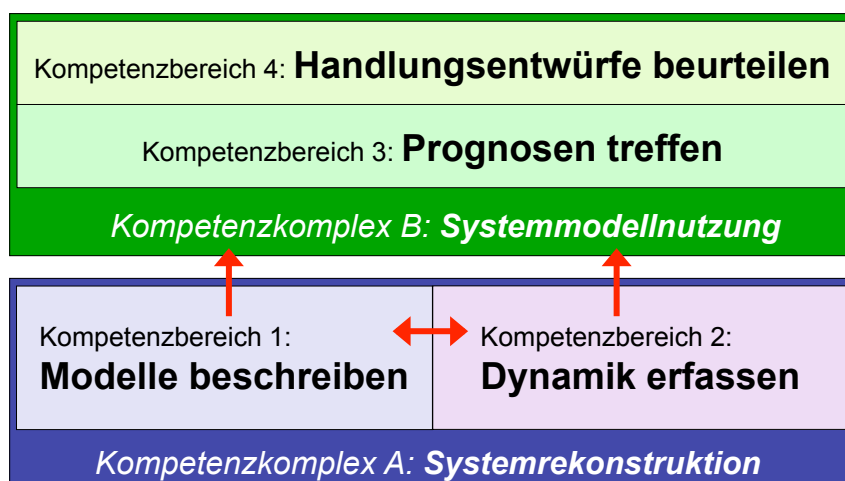 Kompetenzbereich 4: Handlungsentwürfe beurteilen
Kompetenzbereich 3: Prognosen treffen
Kompetenzkomplex B: Systemmodellnutzung
Kompetenzbereich 1:
Modelle beschreiben
Kompetenzbereich 2:
Dynamik erfassen
Kompetenzkomplex A: Systemrekonstruktion